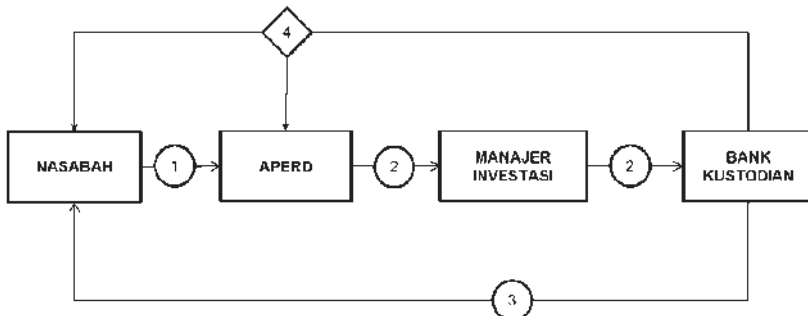 4
NASABAH
1
APERD
2
MANAJER
INVESTASI
2
BANK
KUSTODIAN
3